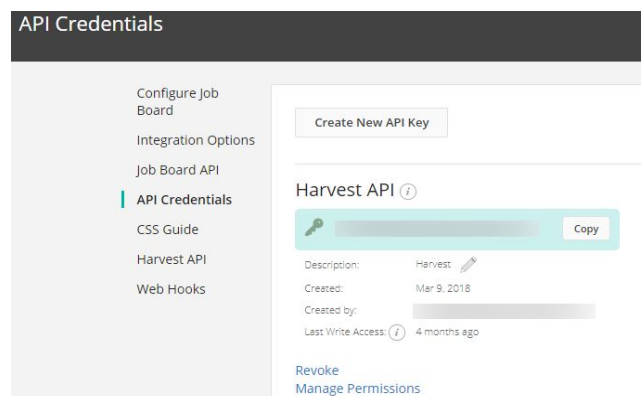 API Credentials
Configure Job
Board
Integration Options
Job Board API
API Credentials
CSS Guide
Harvest API
Web Hooks
Create New API Key
Harvest API i
Copy
Description: Harvest
Created: Mar 9, 2018
Created by:
Last Write Access: i 4 months ago
Revoke
Manage Permissions